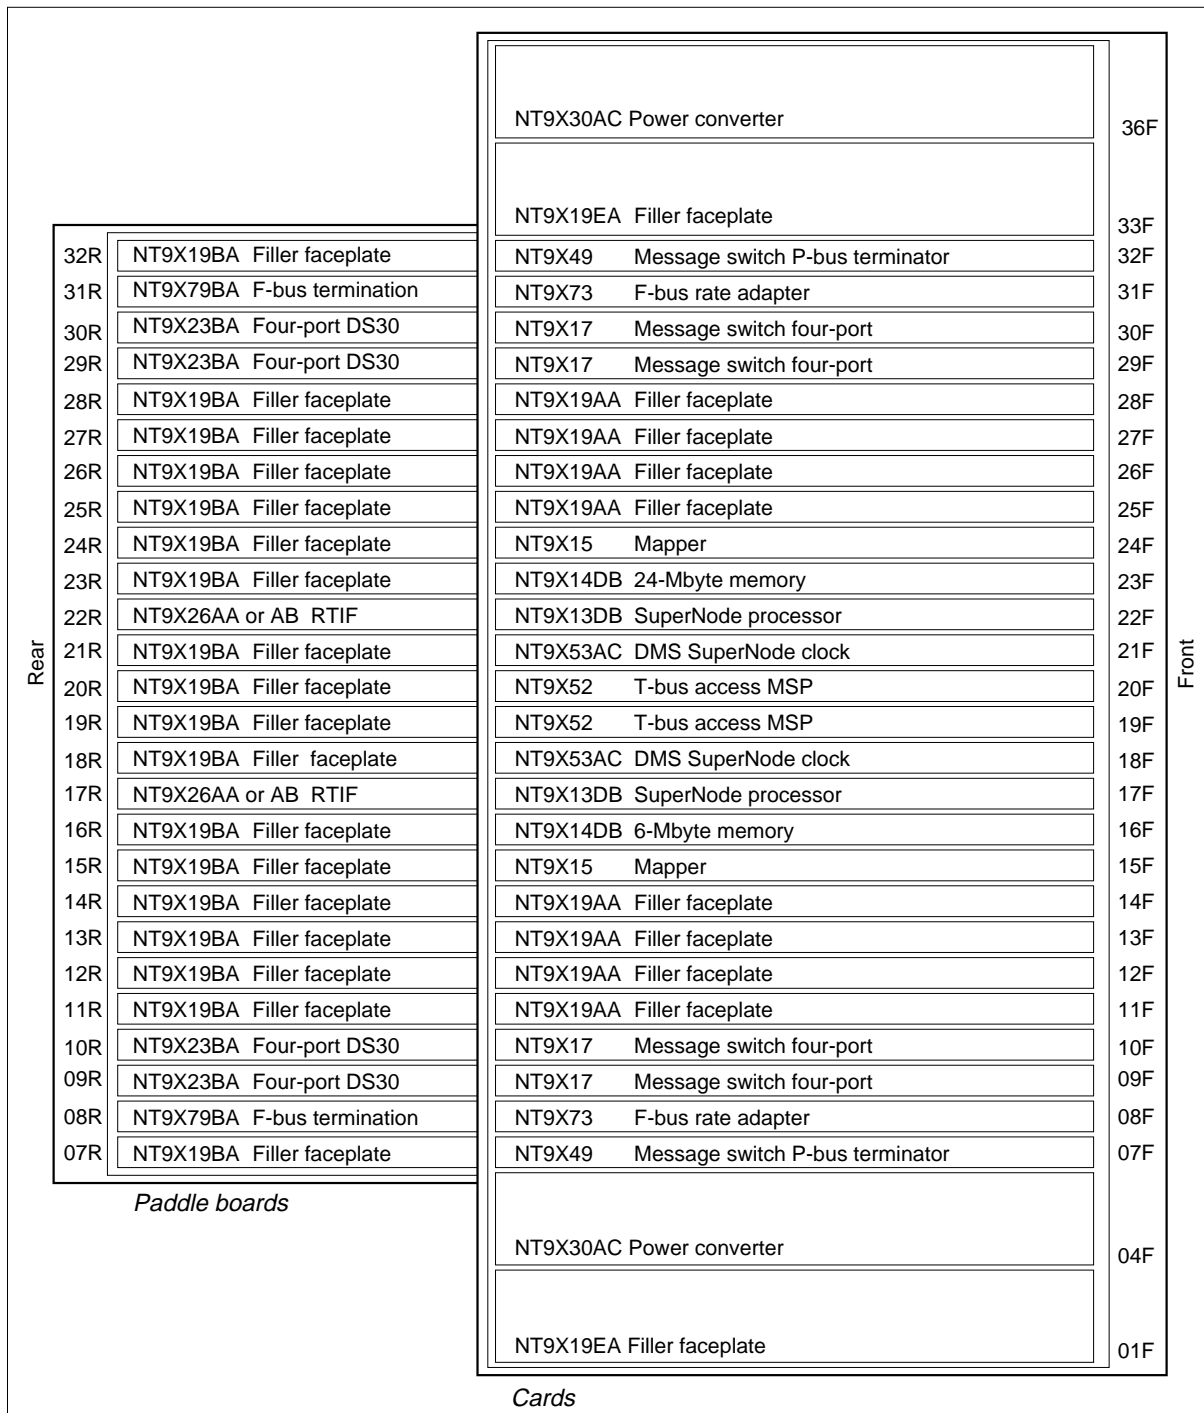 NT9X30AC Power converter 36F
NT9X19EA Filler faceplate 33F
32R NT9X19BA Filler faceplate NT9X49 Message switch P-bus terminator 32F
31R NT9X79BA F-bus termination NT9X73 F-bus rate adapter 31F
30R NT9X23BA Four-port DS30 NT9X17 Message switch four-port 30F
29R NT9X23BA Four-port DS30 NT9X17 Message switch four-port 29F
28R NT9X19BA Filler faceplate NT9X19AA Filler faceplate 28F
27R NT9X19BA Filler faceplate NT9X19AA Filler faceplate 27F
26R NT9X19BA Filler faceplate NT9X19AA Filler faceplate 26F
25R NT9X19BA Filler faceplate NT9X19AA Filler faceplate 25F
24R NT9X19BA Filler faceplate NT9X15 Mapper 24F
23R NT9X19BA Filler faceplate NT9X14DB 24-Mbyte memory 23F
22R NT9X26AA or AB RTIF NT9X13DB SuperNode processor 22F
Rear
21R NT9X19BA Filler faceplate NT9X53AC DMS SuperNode clock 21F
Front
20R NT9X19BA Filler faceplate NT9X52 T-bus access MSP 20F
19R NT9X19BA Filler faceplate NT9X52 T-bus access MSP 19F
18R NT9X19BA Filler faceplate NT9X53AC DMS SuperNode clock 18F
17R NT9X26AA or AB RTIF NT9X13DB SuperNode processor 17F
16R NT9X19BA Filler faceplate NT9X14DB 6-Mbyte memory 16F
15R NT9X19BA Filler faceplate NT9X15 Mapper 15F
14R NT9X19BA Filler faceplate NT9X19AA Filler faceplate 14F
13R NT9X19BA Filler faceplate NT9X19AA Filler faceplate 13F
12R NT9X19BA Filler faceplate NT9X19AA Filler faceplate 12F
11R NT9X19BA Filler faceplate NT9X19AA Filler faceplate 11F
10R NT9X23BA Four-port DS30 NT9X17 Message switch four-port 10F
09R NT9X23BA Four-port DS30 NT9X17 Message switch four-port 09F
08R NT9X79BA F-bus termination NT9X73 F-bus rate adapter 08F
07R NT9X19BA Filler faceplate NT9X49 Message switch P-bus terminator 07F
Paddle boards
NT9X30AC Power converter 04F
NT9X19EA Filler faceplate 01F
Cards